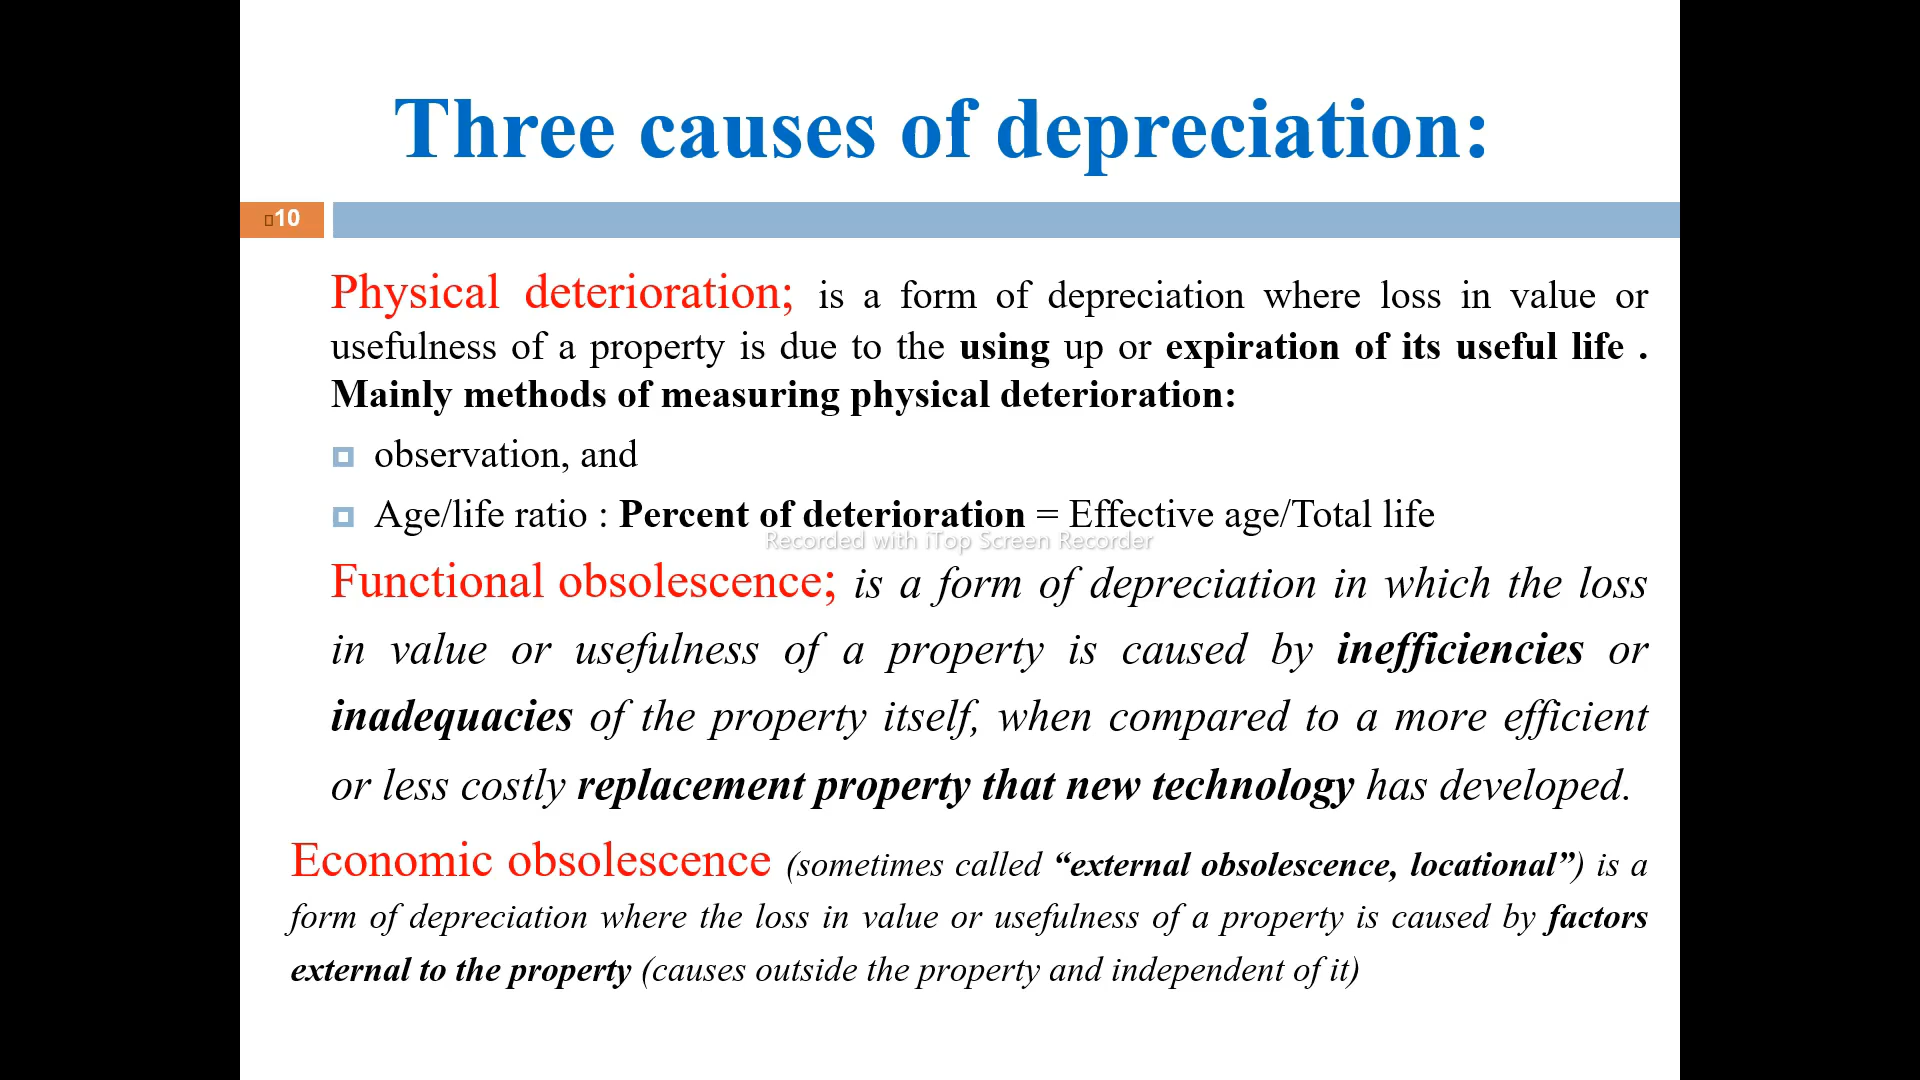 Three causes of depreciation:
10
Physical deterioration; is a form of depreciation where loss in value or
usefulness of a property is due to the using up or expiration of its useful life .
Mainly methods of measuring physical deterioration:
observation, and
Age/life ratio : Percent of deterioration = Effective age/Total life
Recorded with iTop Screen Recorder
Functional obsolescence; is a form of depreciation in which the loss
in value or usefulness of a property is caused by inefficiencies or
inadequacies of the property itself, when compared to a more efficient
or less costly replacement property that new technology has developed.
Economic obsolescence (sometimes called “external obsolescence, locational”) is a
form of depreciation where the loss in value or usefulness of a property is caused by factors
external to the property (causes outside the property and independent of it)